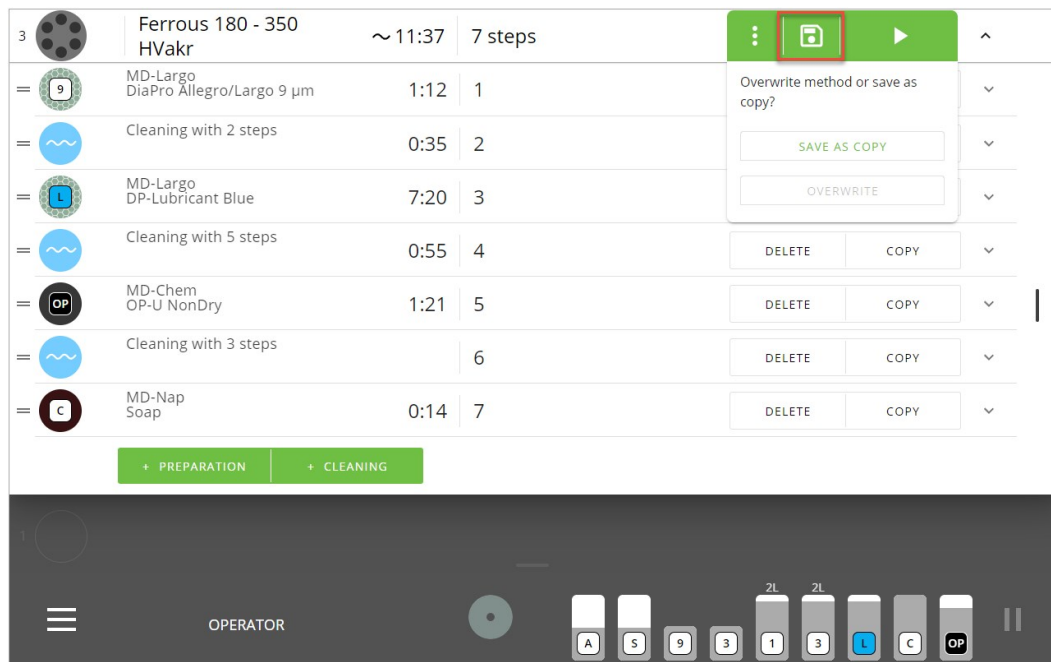 3
Ferrous 180 - 350
HVakr
~ 11:37
7 steps
9
MD-Largo
DiaPro Allegro/Largo 9 µm
1:12
1
Overwrite method or save as
copy?
SAVE AS COPY
OVERWRITE
Cleaning with 2 steps
0:35
2
L
MD-Largo
DP-Lubricant Blue
7:20
3
Cleaning with 5 steps
0:55
4
DELETE
COPY
OP
MD-Chem
OP-U NonDry
1:21
5
DELETE
COPY
Cleaning with 3 steps
6
DELETE
COPY
C
MD-Nap
Soap
0:14
7
DELETE
COPY
+ PREPARATION
+ CLEANING
1
OPERATOR
2L
2L
A
S
9
3
1
3
L
C
OP